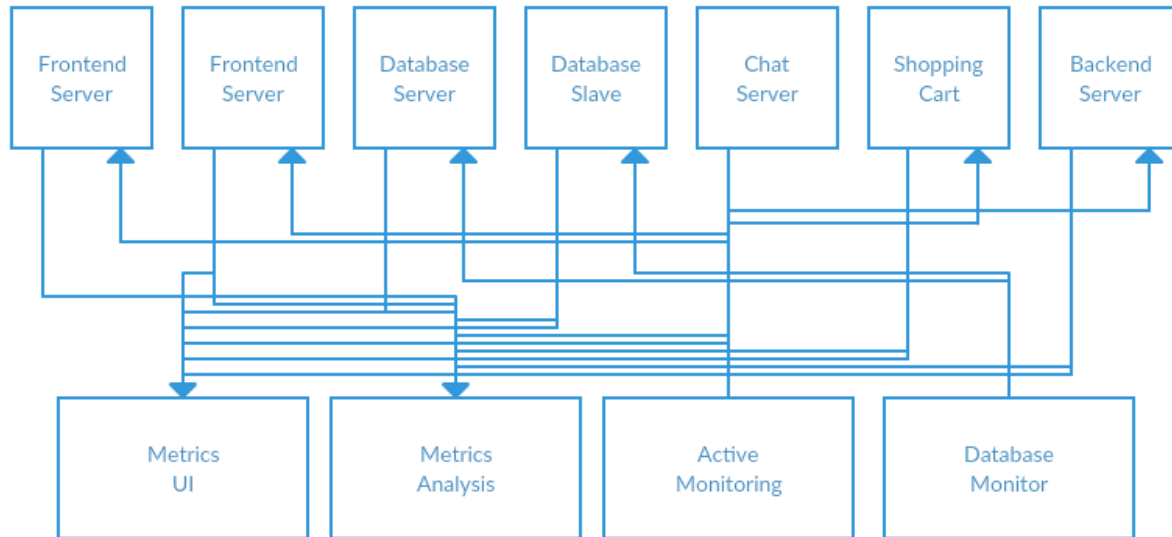 Frontend
Server
Frontend
Server
Database
Server
Database
Slave
Chat
Server
Shopping
Cart
Backend
Server
Metrics
UI
Metrics
Analysis
Active
Monitoring
Database
Monitor